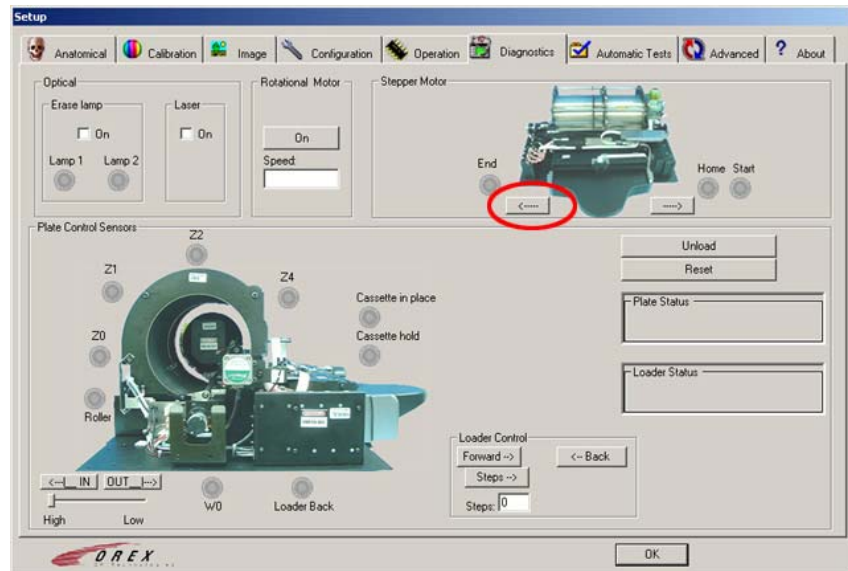 Setup
Anatomical Calibration Image Configuration Operation Diagnostics Automatic Tests Advanced ? About
Optical
Erase lamp
On
Lamp 1 Lamp 2
Laser
On
Rotational Motor
On
Speed:
Stepper Motor
End
Home Start
<----- ----->
Plate Control Sensors
Z2
Z1
Z4
Z0
Cassette in place
Cassette hold
Roller
<--|__ IN OUT__|-->
High Low
W0
Loader Back
Unload
Reset
Plate Status
Loader Status
Loader Control
Forward --> <-- Back
Steps -->
Steps: 0
OREX
OK